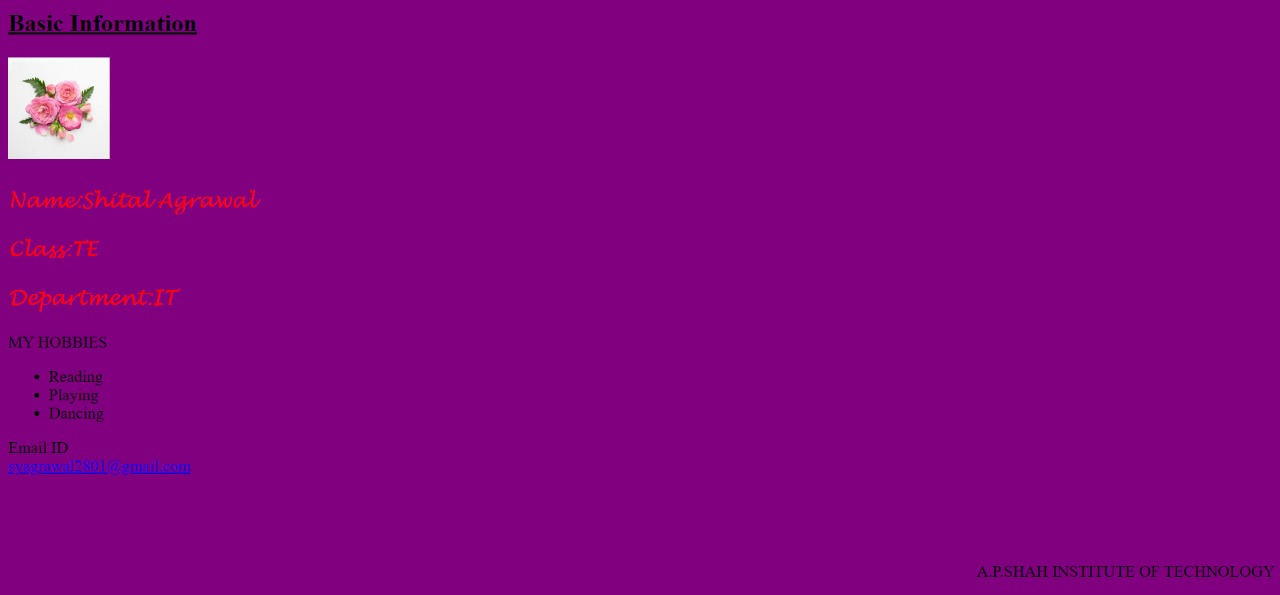 Basic Information
Name:Shital Agrawal
Class:TE
Department:IT
MY HOBBIES
• Reading
• Playing
• Dancing
Email ID
syagrawal2801@gmail.com
A.P.SHAH INSTITUTE OF TECHNOLOGY